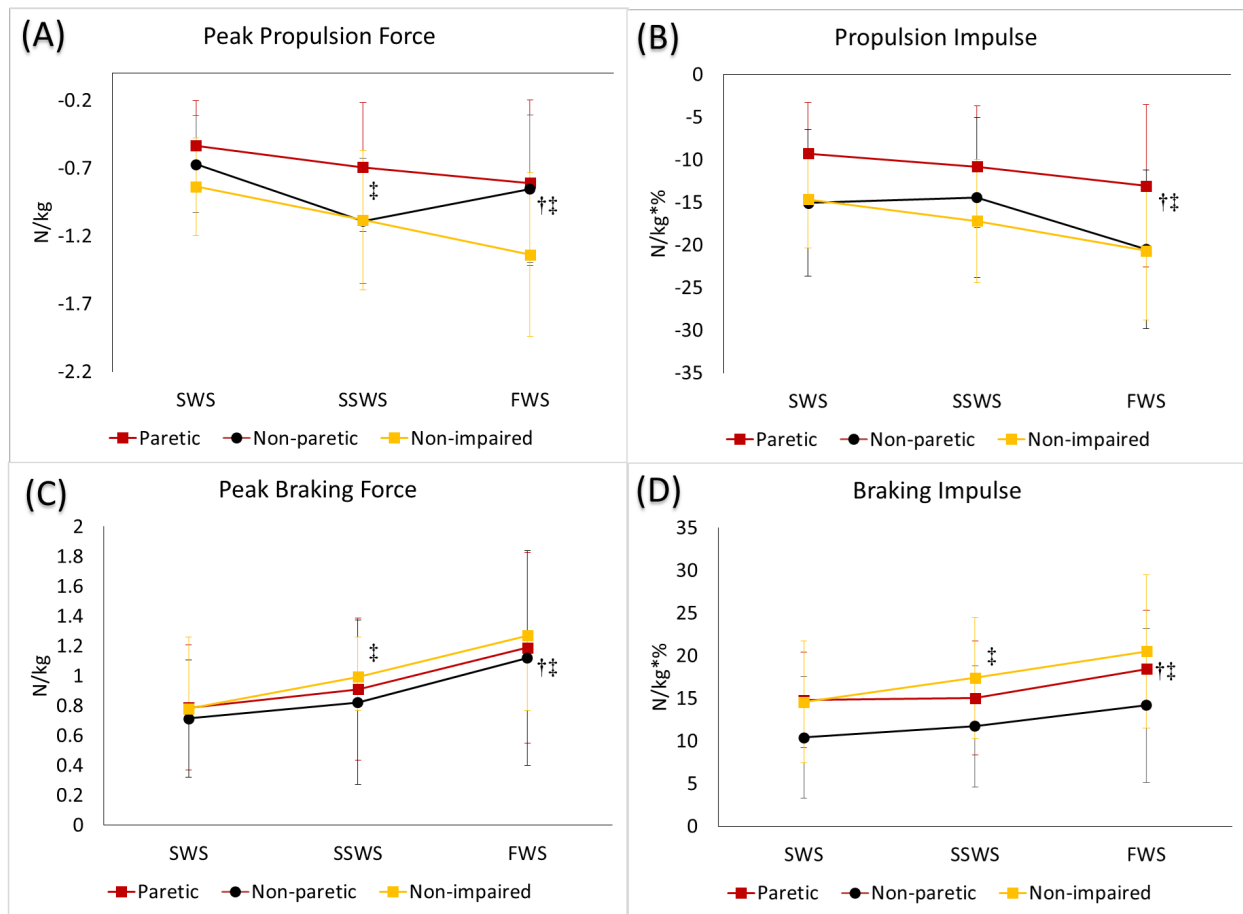 (A)
Peak Propulsion Force
N/kg
-0.2
-0.7
-1.2
-1.7
-2.2
‡
†‡
SWS SSWS FWS
Paretic Non-paretic Non-impaired
(B)
Propulsion Impulse
N/kg*%
0
-5
-10
-15
-20
-25
-30
-35
†‡
SWS SSWS FWS
Paretic Non-paretic Non-impaired
(C)
Peak Braking Force
N/kg
2
1.8
1.6
1.4
1.2
1
0.8
0.6
0.4
0.2
0
‡
†‡
SWS SSWS FWS
Paretic Non-paretic Non-impaired
(D)
Braking Impulse
N/kg*%
35
30
25
20
15
10
5
0
‡
†‡
SWS SSWS FWS
Paretic Non-paretic Non-impaired